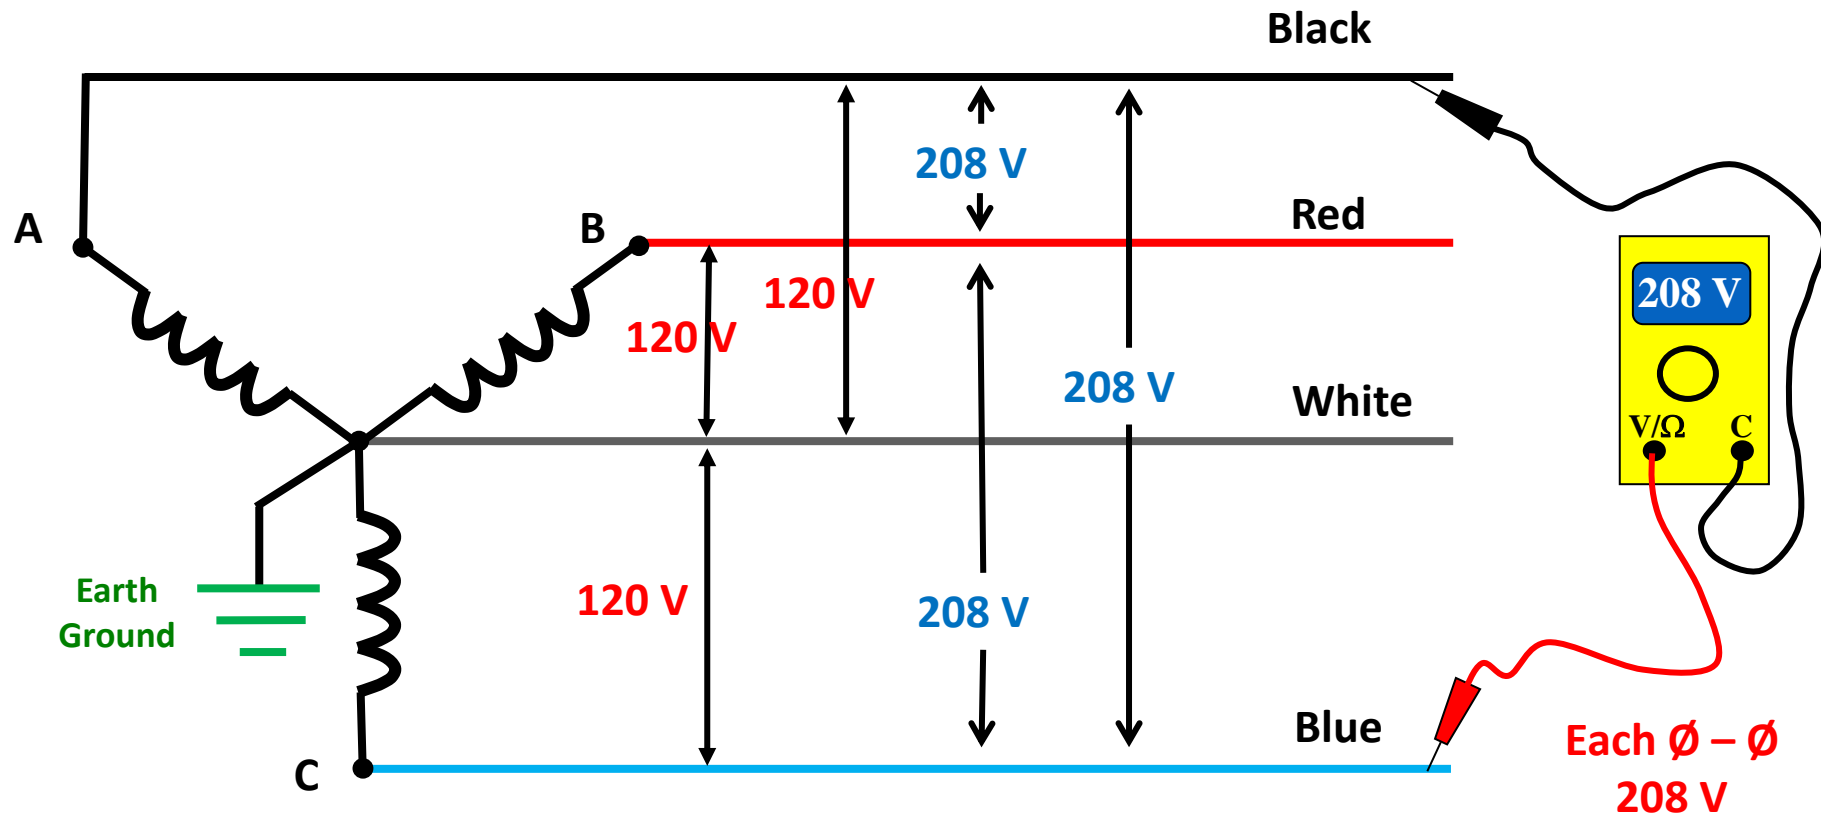 Black
208 V
A
B
Red
120 V
120 V
208 V
208 V
White
V/Ω
C
Earth
Ground
120 V
208 V
Blue
C
Each Ø – Ø
208 V